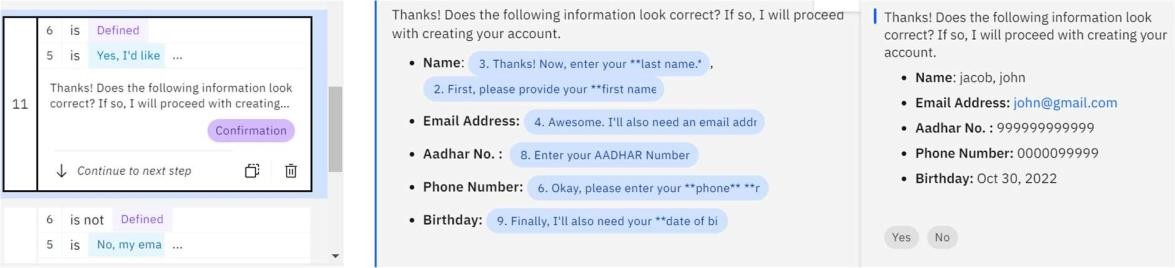 6 is Defined
5 is Yes, I'd like ...
Thanks! Does the following information look
correct? If so, I will proceed with creating...
11
Confirmation
Continue to next step
6 is not Defined
5 is No, my ema ...
Thanks! Does the following information look correct? If so, I will proceed
with creating your account.
• Name: 3. Thanks! Now, enter your **last name.* ,
2. First, please provide your **first name
• Email Address: 4. Awesome. I'll also need an email addr
• Aadhar No. : 8. Enter your AADHAR Number
• Phone Number: 6. Okay, please enter your **phone** **r
• Birthday: 9. Finally, I'll also need your **date of bi
Thanks! Does the following information look
correct? If so, I will proceed with creating your
account.
• Name: jacob, john
• Email Address: john@gmail.com
• Aadhar No. : 999999999999
• Phone Number: 0000099999
• Birthday: Oct 30, 2022
Yes No